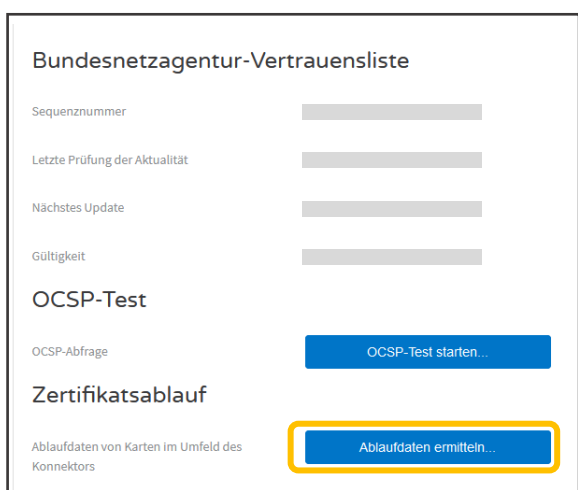 Bundesnetzagentur-Vertrauensliste
Sequenznummer
Letzte Prüfung der Aktualität
Nächstes Update
Gültigkeit
OCSP-Test
OCSP-Abfrage
OCSP-Test starten...
Zertifikatsablauf
Ablaufdaten von Karten im Umfeld des
Konnektors
Ablaufdaten ermitteln...